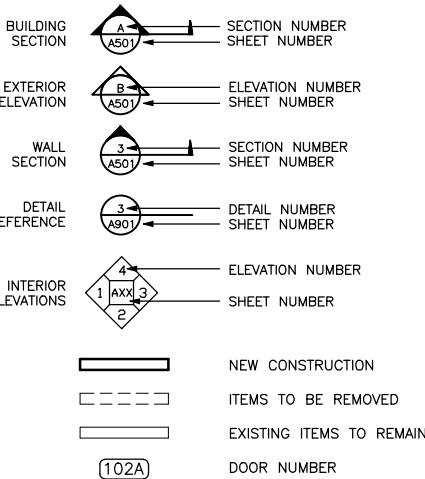 BUILDING SECTION
A
A501
SECTION NUMBER
SHEET NUMBER
EXTERIOR ELEVATION
B
A501
ELEVATION NUMBER
SHEET NUMBER
WALL SECTION
3
A501
SECTION NUMBER
SHEET NUMBER
DETAIL
EFERENCE
3
A901
DETAIL NUMBER
SHEET NUMBER
INTERIOR
LEVATIONS
4
1 AXX 3
2
ELEVATION NUMBER
SHEET NUMBER
NEW CONSTRUCTION
ITEMS TO BE REMOVED
EXISTING ITEMS TO REMAIN
102A
DOOR NUMBER